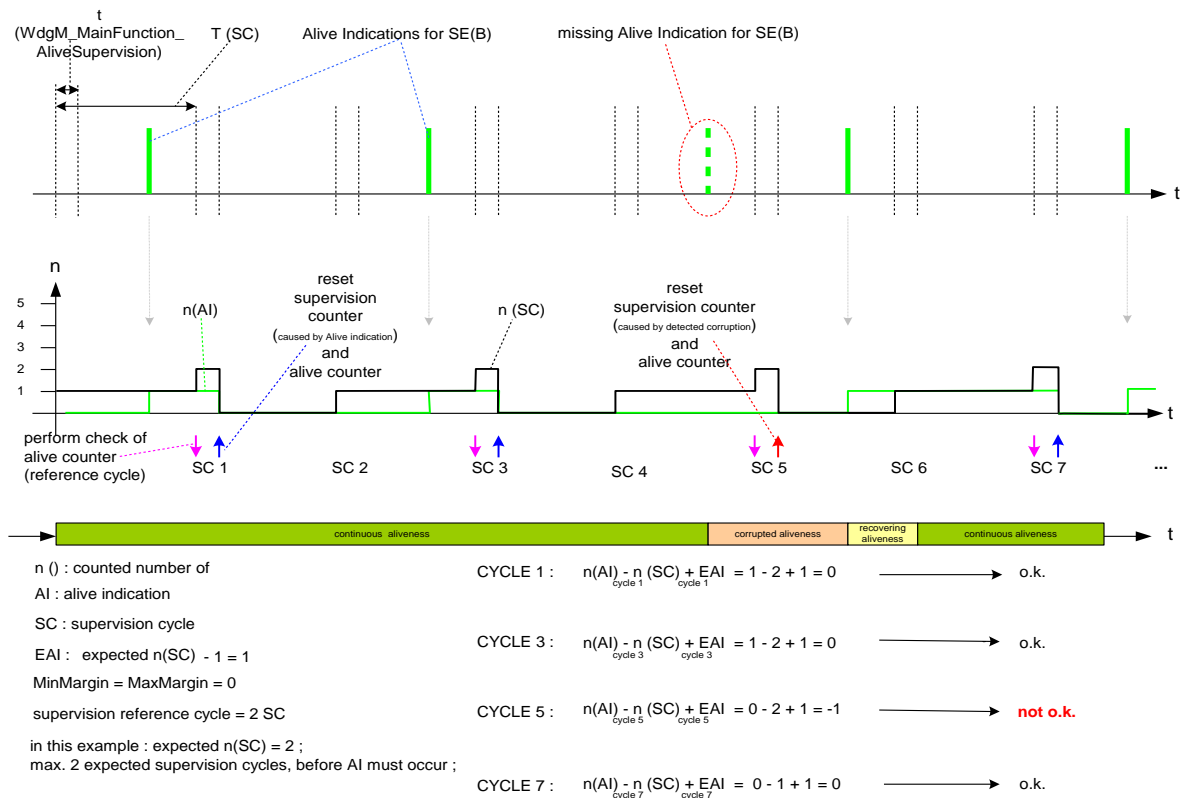 t
(WdgM_MainFunction_
AliveSupervision)
T (SC)
Alive Indications for SE(B)
missing Alive Indication for SE(B)
t
n
5
4
3
2
1
n(AI)
reset
supervision
counter
(caused by Alive indication)
and
alive counter
n (SC)
reset
supervision counter
(caused by detected corruption)
and
alive counter
t
perform check of
alive counter
(reference cycle)
SC 1
SC 2
SC 3
SC 4
SC 5
SC 6
SC 7
...
continuous aliveness
corrupted aliveness
recovering
aliveness
continuous aliveness
t
n () : counted number of
AI : alive indication
SC : supervision cycle
EAI : expected n(SC) - 1 = 1
MinMargin = MaxMargin = 0
supervision reference cycle = 2 SC
in this example : expected n(SC) = 2 ;
max. 2 expected supervision cycles, before AI must occur ;
CYCLE 1 : n(AI) - n (SC) + EAI = 1 - 2 + 1 = 0 o.k.
cycle 1 cycle 1
CYCLE 3 : n(AI) - n (SC) + EAI = 1 - 2 + 1 = 0 o.k.
cycle 3 cycle 3
CYCLE 5 : n(AI) - n (SC) + EAI = 0 - 2 + 1 = -1 not o.k.
cycle 5 cycle 5
CYCLE 7 : n(AI) - n (SC) + EAI = 0 - 1 + 1 = 0 o.k.
cycle 7 cycle 7